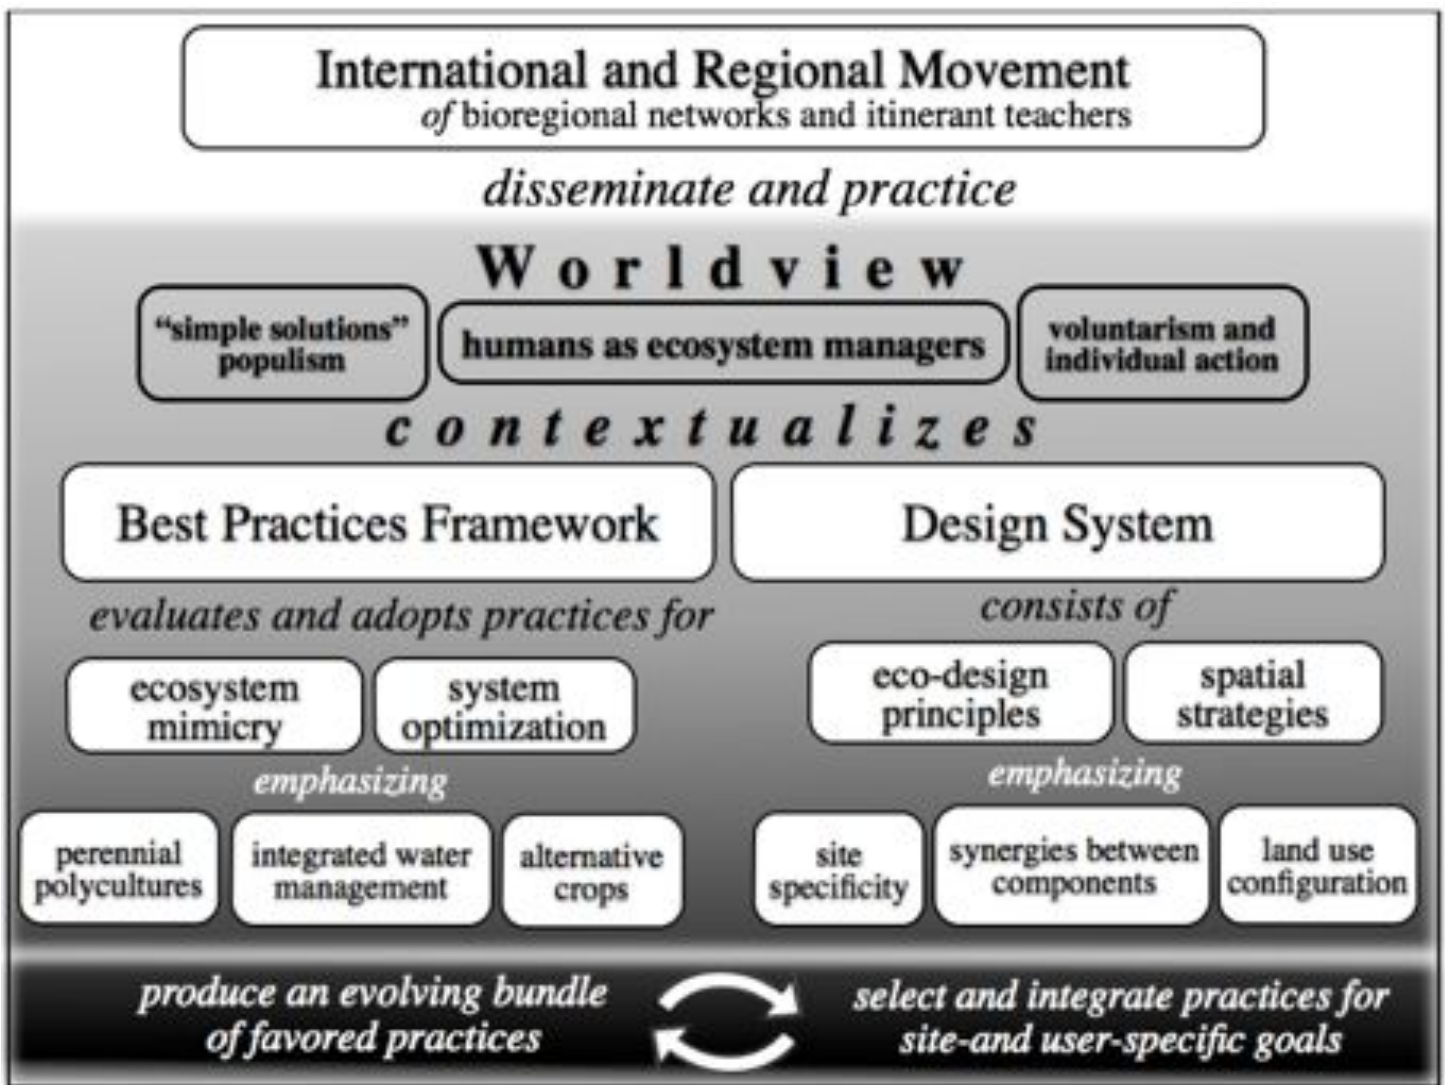 International and Regional Movement
of bioregional networks and itinerant teachers
disseminate and practice
Worldview
“simple solutions”
populism
humans as ecosystem managers
voluntarism and
individual action
contextualizes
Best Practices Framework
Design System
evaluates and adopts practices for
consists of
ecosystem
mimicry
system
optimization
eco-design
principles
spatial
strategies
emphasizing
emphasizing
perennial
polycultures
integrated water
management
alternative
crops
site
specificity
synergies between
components
land use
configuration
produce an evolving bundle
of favored practices
select and integrate practices for
site-and user-specific goals